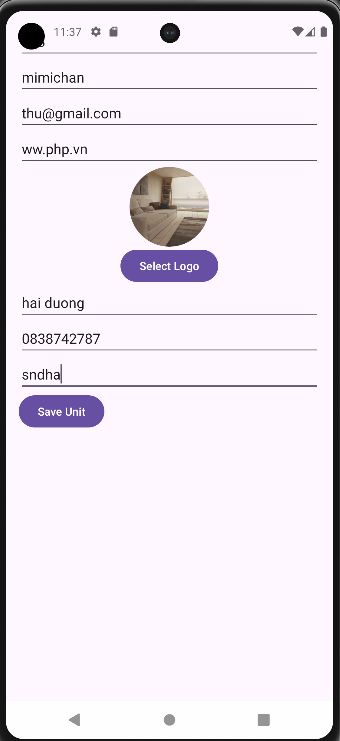 11:37
mimichan
thu@gmail.com
ww.php.vn
Select Logo
hai duong
0838742787
sndha
Save Unit